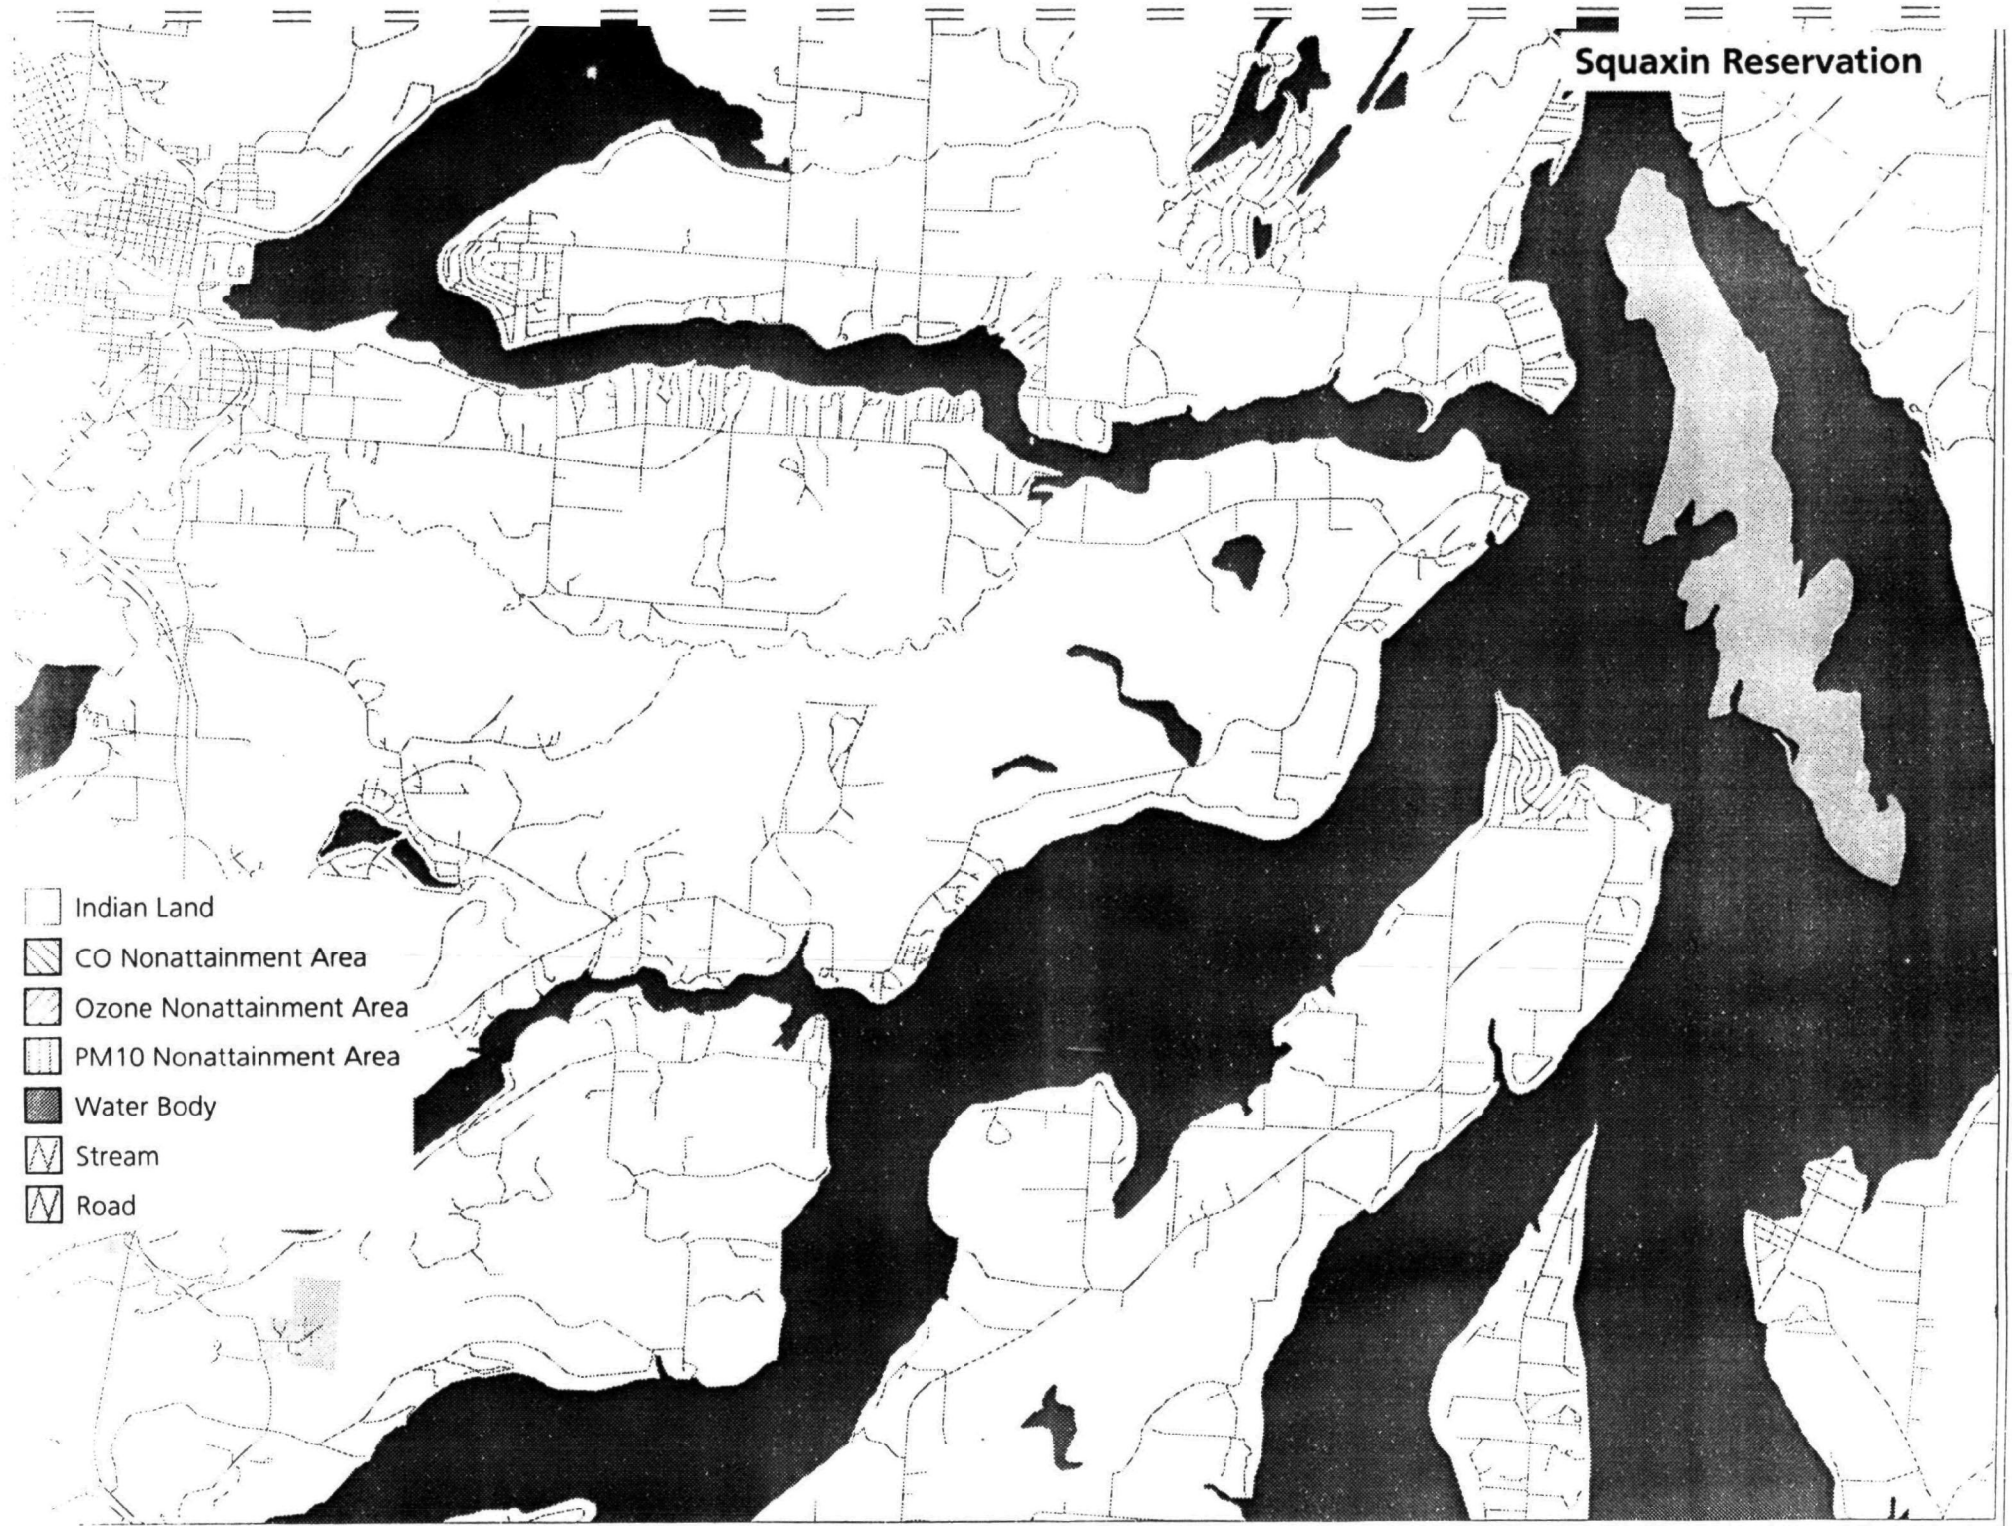 Squaxin Reservation
Indian Land
CO Nonattainment Area
Ozone Nonattainment Area
PM10 Nonattainment Area
Water Body
Stream
Road